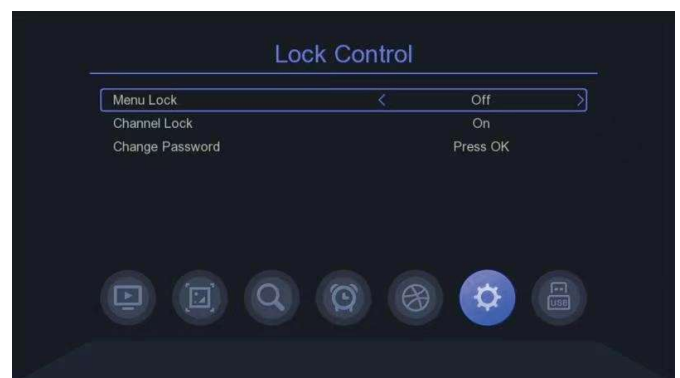 Lock Control
Menu Lock < Off >
Channel Lock On
Change Password Press OK
USB